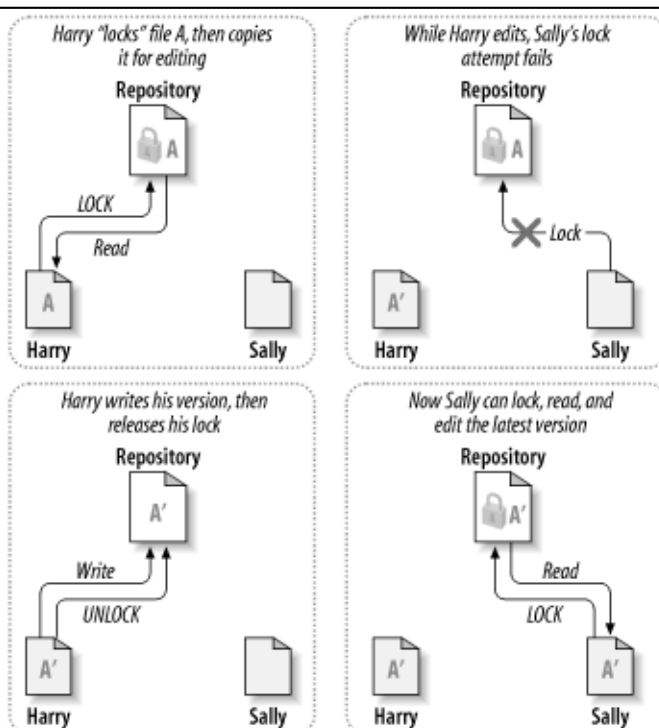 Harry “locks” file A, then copies
it for editing
Repository
A
LOCK
Read
A
Harry
Sally
While Harry edits, Sally’s lock
attempt fails
Repository
A
Lock
A′
Harry
Sally
Harry writes his version, then
releases his lock
Repository
A′
Write
UNLOCK
A′
Harry
Sally
Now Sally can lock, read, and
edit the latest version
Repository
A′
Read
LOCK
A′
A′
Harry
Sally